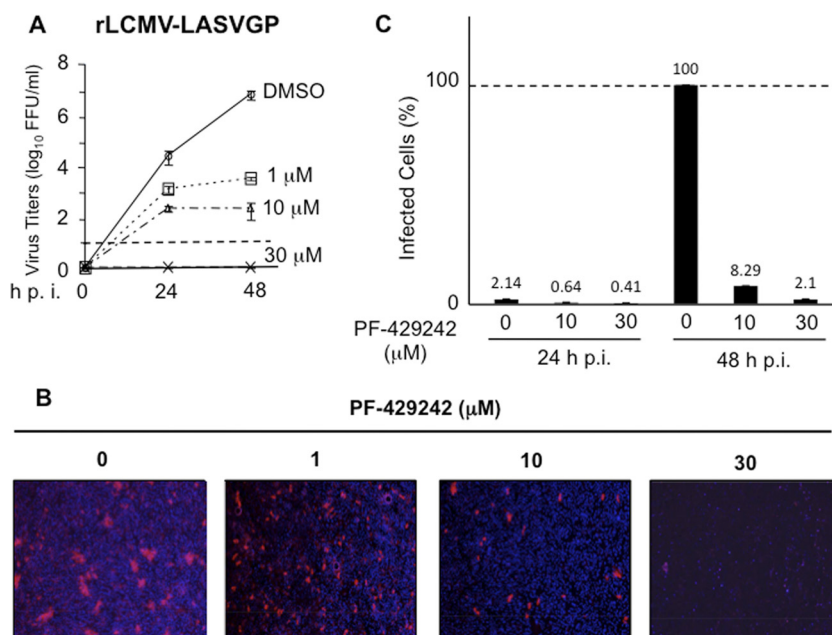 A
rLCMV-LASVGP
Virus Titers (log10 FFU/ml)
8
6
4
2
0
DMSO
1 μM
10 μM
30 μM
h p. i.
0
24
48
C
Infected Cells (%)
100
0
2.14
0.64
0.41
100
8.29
2.1
PF-429242
(μM)
0 10 30 0 10 30
24 h p.i. 48 h p.i.
B
PF-429242 (μM)
0 1 10 30